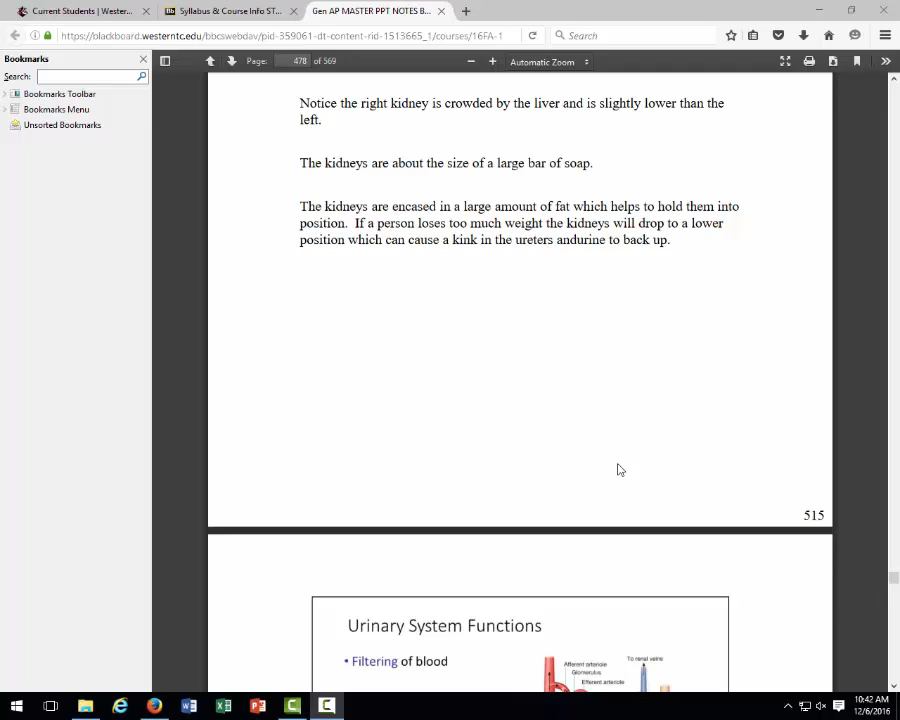 Current Students | Wester...
Syllabus & Course Info ST...
Gen AP MASTER PPT NOTES B...
https://blackboard.westerntc.edu/bbcswebdav/pid-359061-dt-content-rid-1513665_1/courses/16FA-1
Search
Bookmarks
Page: 478 of 569
Automatic Zoom
Search:
Bookmarks Toolbar
Bookmarks Menu
Unsorted Bookmarks
Notice the right kidney is crowded by the liver and is slightly lower than the
left.
The kidneys are about the size of a large bar of soap.
The kidneys are encased in a large amount of fat which helps to hold them into
position. If a person loses too much weight the kidneys will drop to a lower
position which can cause a kink in the ureters andurine to back up.
515
Urinary System Functions
• Filtering of blood
Afferent arteriole
Glomerulus
Efferent arteriole
To renal veins
10:42 AM
12/6/2016